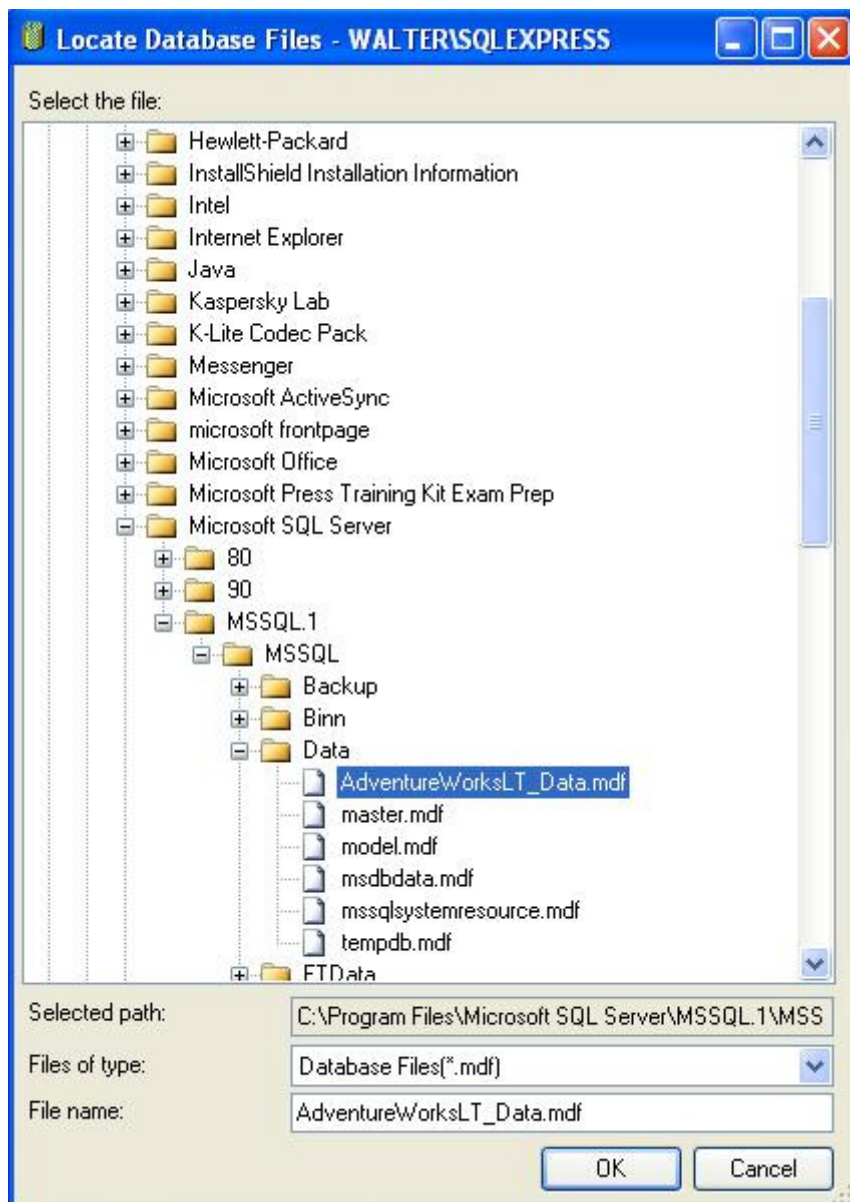 Locate Database Files - WALTER\SQLEXPRESS
Select the file:
Hewlett-Packard
InstallShield Installation Information
Intel
Internet Explorer
Java
Kaspersky Lab
K-Lite Codec Pack
Messenger
Microsoft ActiveSync
microsoft frontpage
Microsoft Office
Microsoft Press Training Kit Exam Prep
Microsoft SQL Server
80
90
MSSQL.1
MSSQL
Backup
Binn
Data
AdventureWorksLT_Data.mdf
master.mdf
model.mdf
msdbdata.mdf
mssqlsystemresource.mdf
tempdb.mdf
FTData
Selected path: C:\Program Files\Microsoft SQL Server\MSSQL.1\MSS
Files of type: Database Files(*.mdf)
File name: AdventureWorksLT_Data.mdf
OK Cancel